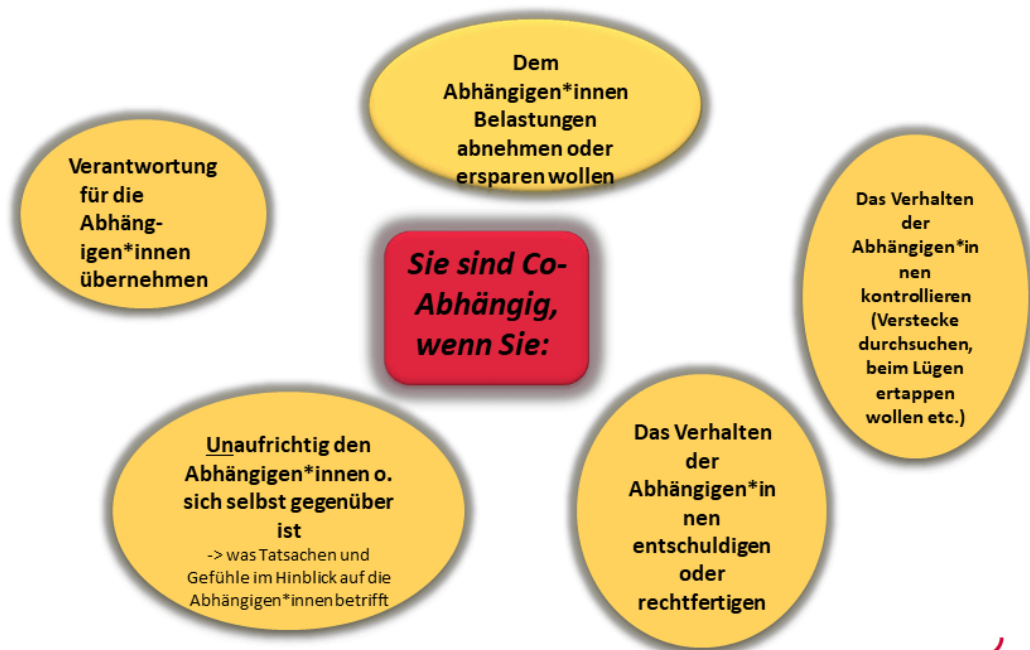 Dem
Abhängigen*innen
Belastungen
abnehmen oder
ersparen wollen
Verantwortung
für die
Abhäng-
igen*innen
übernehmen
Sie sind Co-
Abhängig,
wenn Sie:
Das Verhalten
der
Abhängigen*in
nen
kontrollieren
(Verstecke
durchsuchen,
beim Lügen
ertappen
wollen etc.)
Unaufrichtig den
Abhängigen*innen o.
sich selbst gegenüber
ist
-> was Tatsachen und
Gefühle im Hinblick auf die
Abhängigen*innen betrifft
Das Verhalten
der
Abhängigen*in
nen
entschuldigen
oder
rechtfertigen